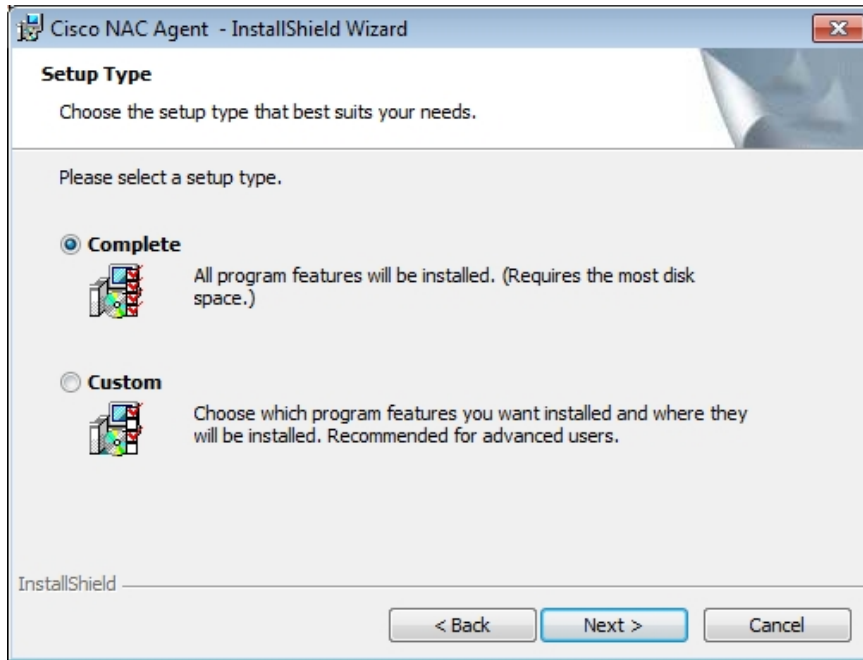 Cisco NAC Agent - InstallShield Wizard
Setup Type
Choose the setup type that best suits your needs.
Please select a setup type.
Complete
All program features will be installed. (Requires the most disk
space.)
Custom
Choose which program features you want installed and where they
will be installed. Recommended for advanced users.
InstallShield
< Back
Next >
Cancel